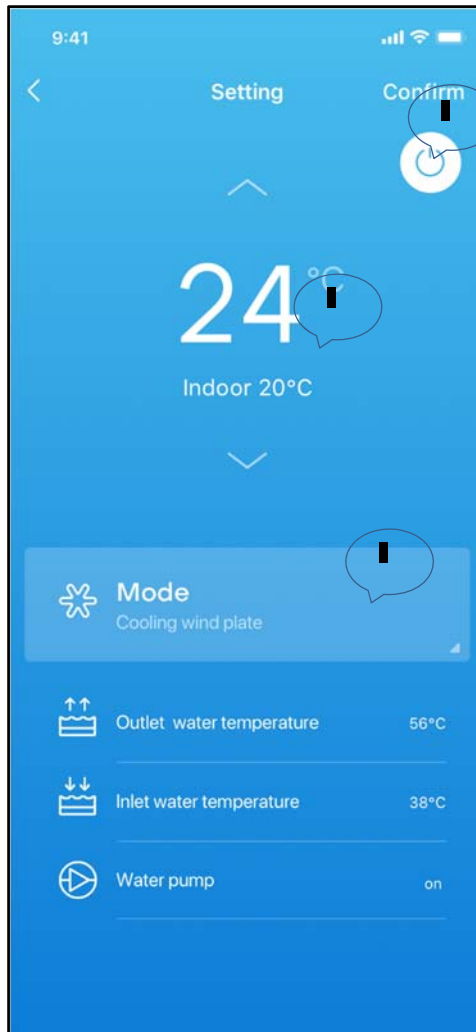 9:41
Setting
Confirm
24°C
Indoor 20°C
Mode
Cooling wind plate
Outlet water temperature 56°C
Inlet water temperature 38°C
Water pump on